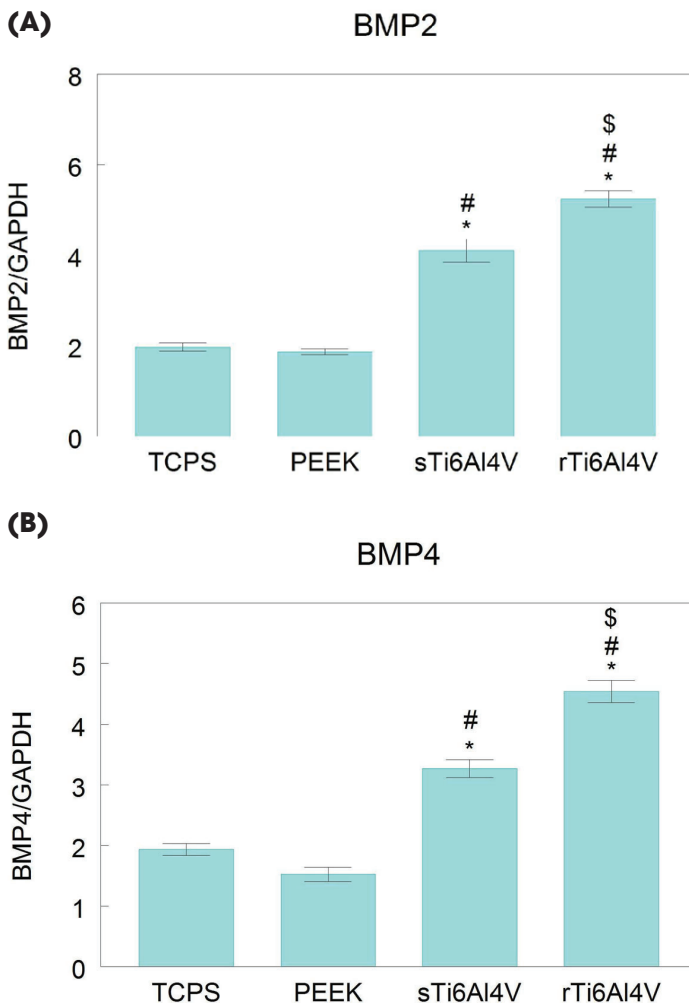 (A)
BMP2
BMP2/GAPDH
8
6
4
2
0
$
#
*
#
*
TCPS PEEK sTi6Al4V rTi6Al4V
(B)
BMP4
BMP4/GAPDH
6
5
4
3
2
1
0
$
#
*
#
*
TCPS PEEK sTi6Al4V rTi6Al4V